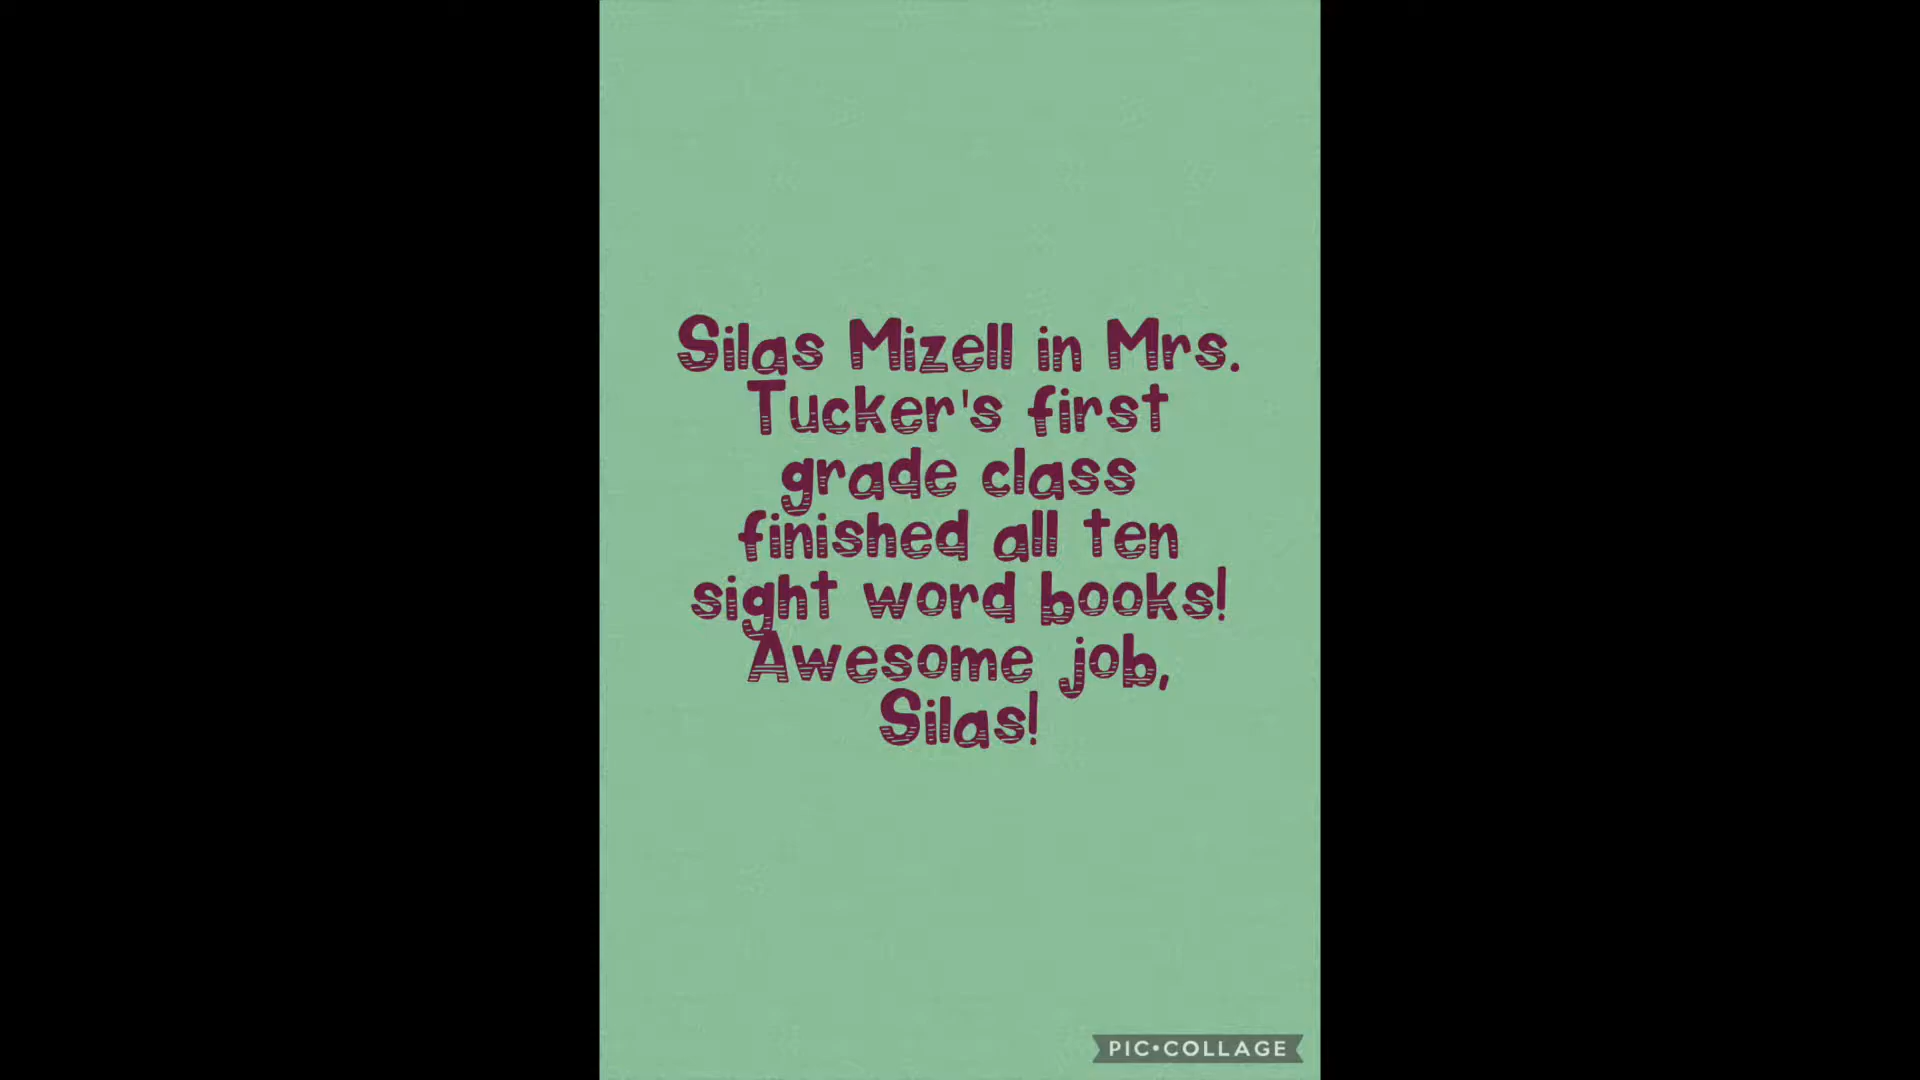 Silas Mizell in Mrs.
Tucker's first
grade class
finished all ten
sight word books!
Awesome job,
Silas!
PIC•COLLAGE